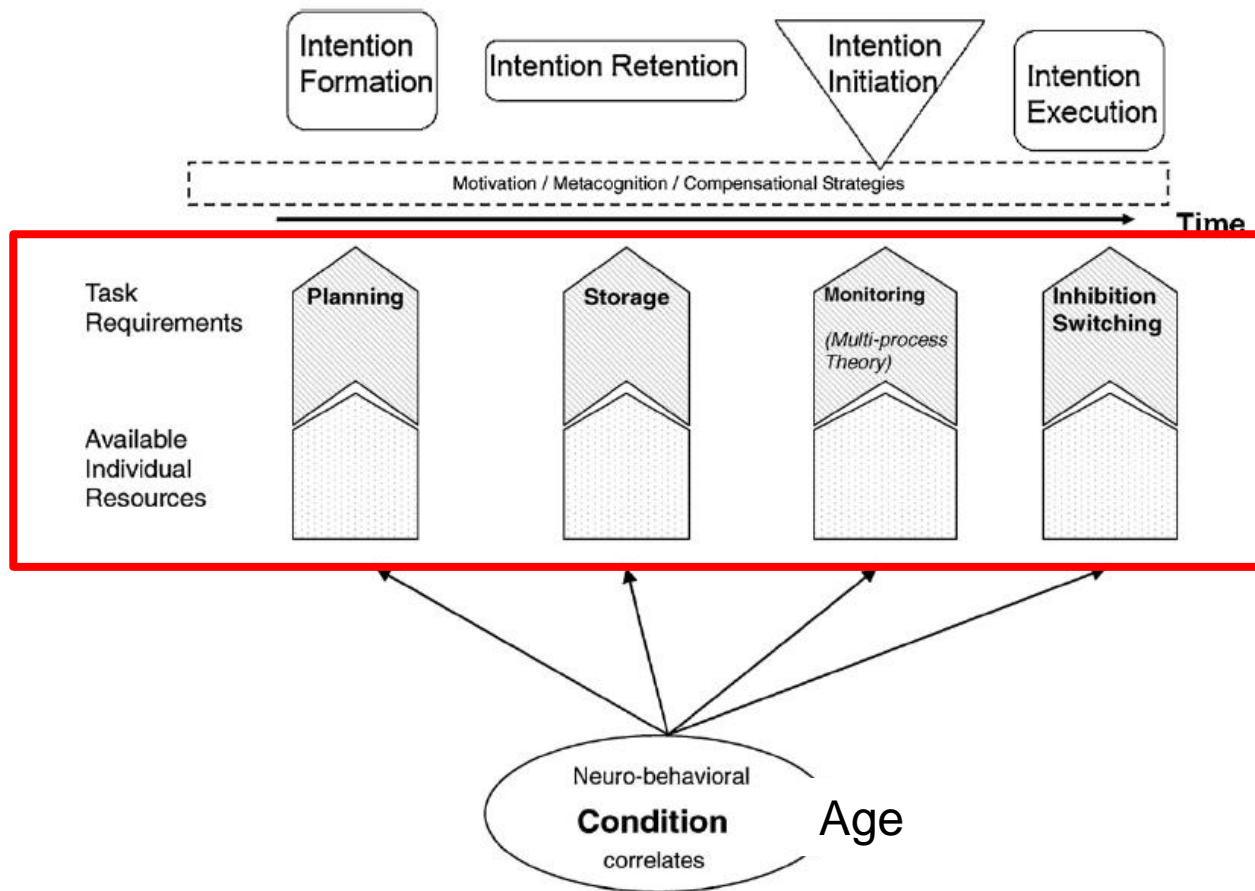 Intention
Formation
Intention Retention
Intention
Initiation
Intention
Execution
Motivation / Metacognition / Compensational Strategies
Time
Task
Requirements
Planning
Storage
Monitoring
(Multi-process
Theory)
Inhibition
Switching
Available
Individual
Resources
Neuro-behavioral
Condition
Age
correlates